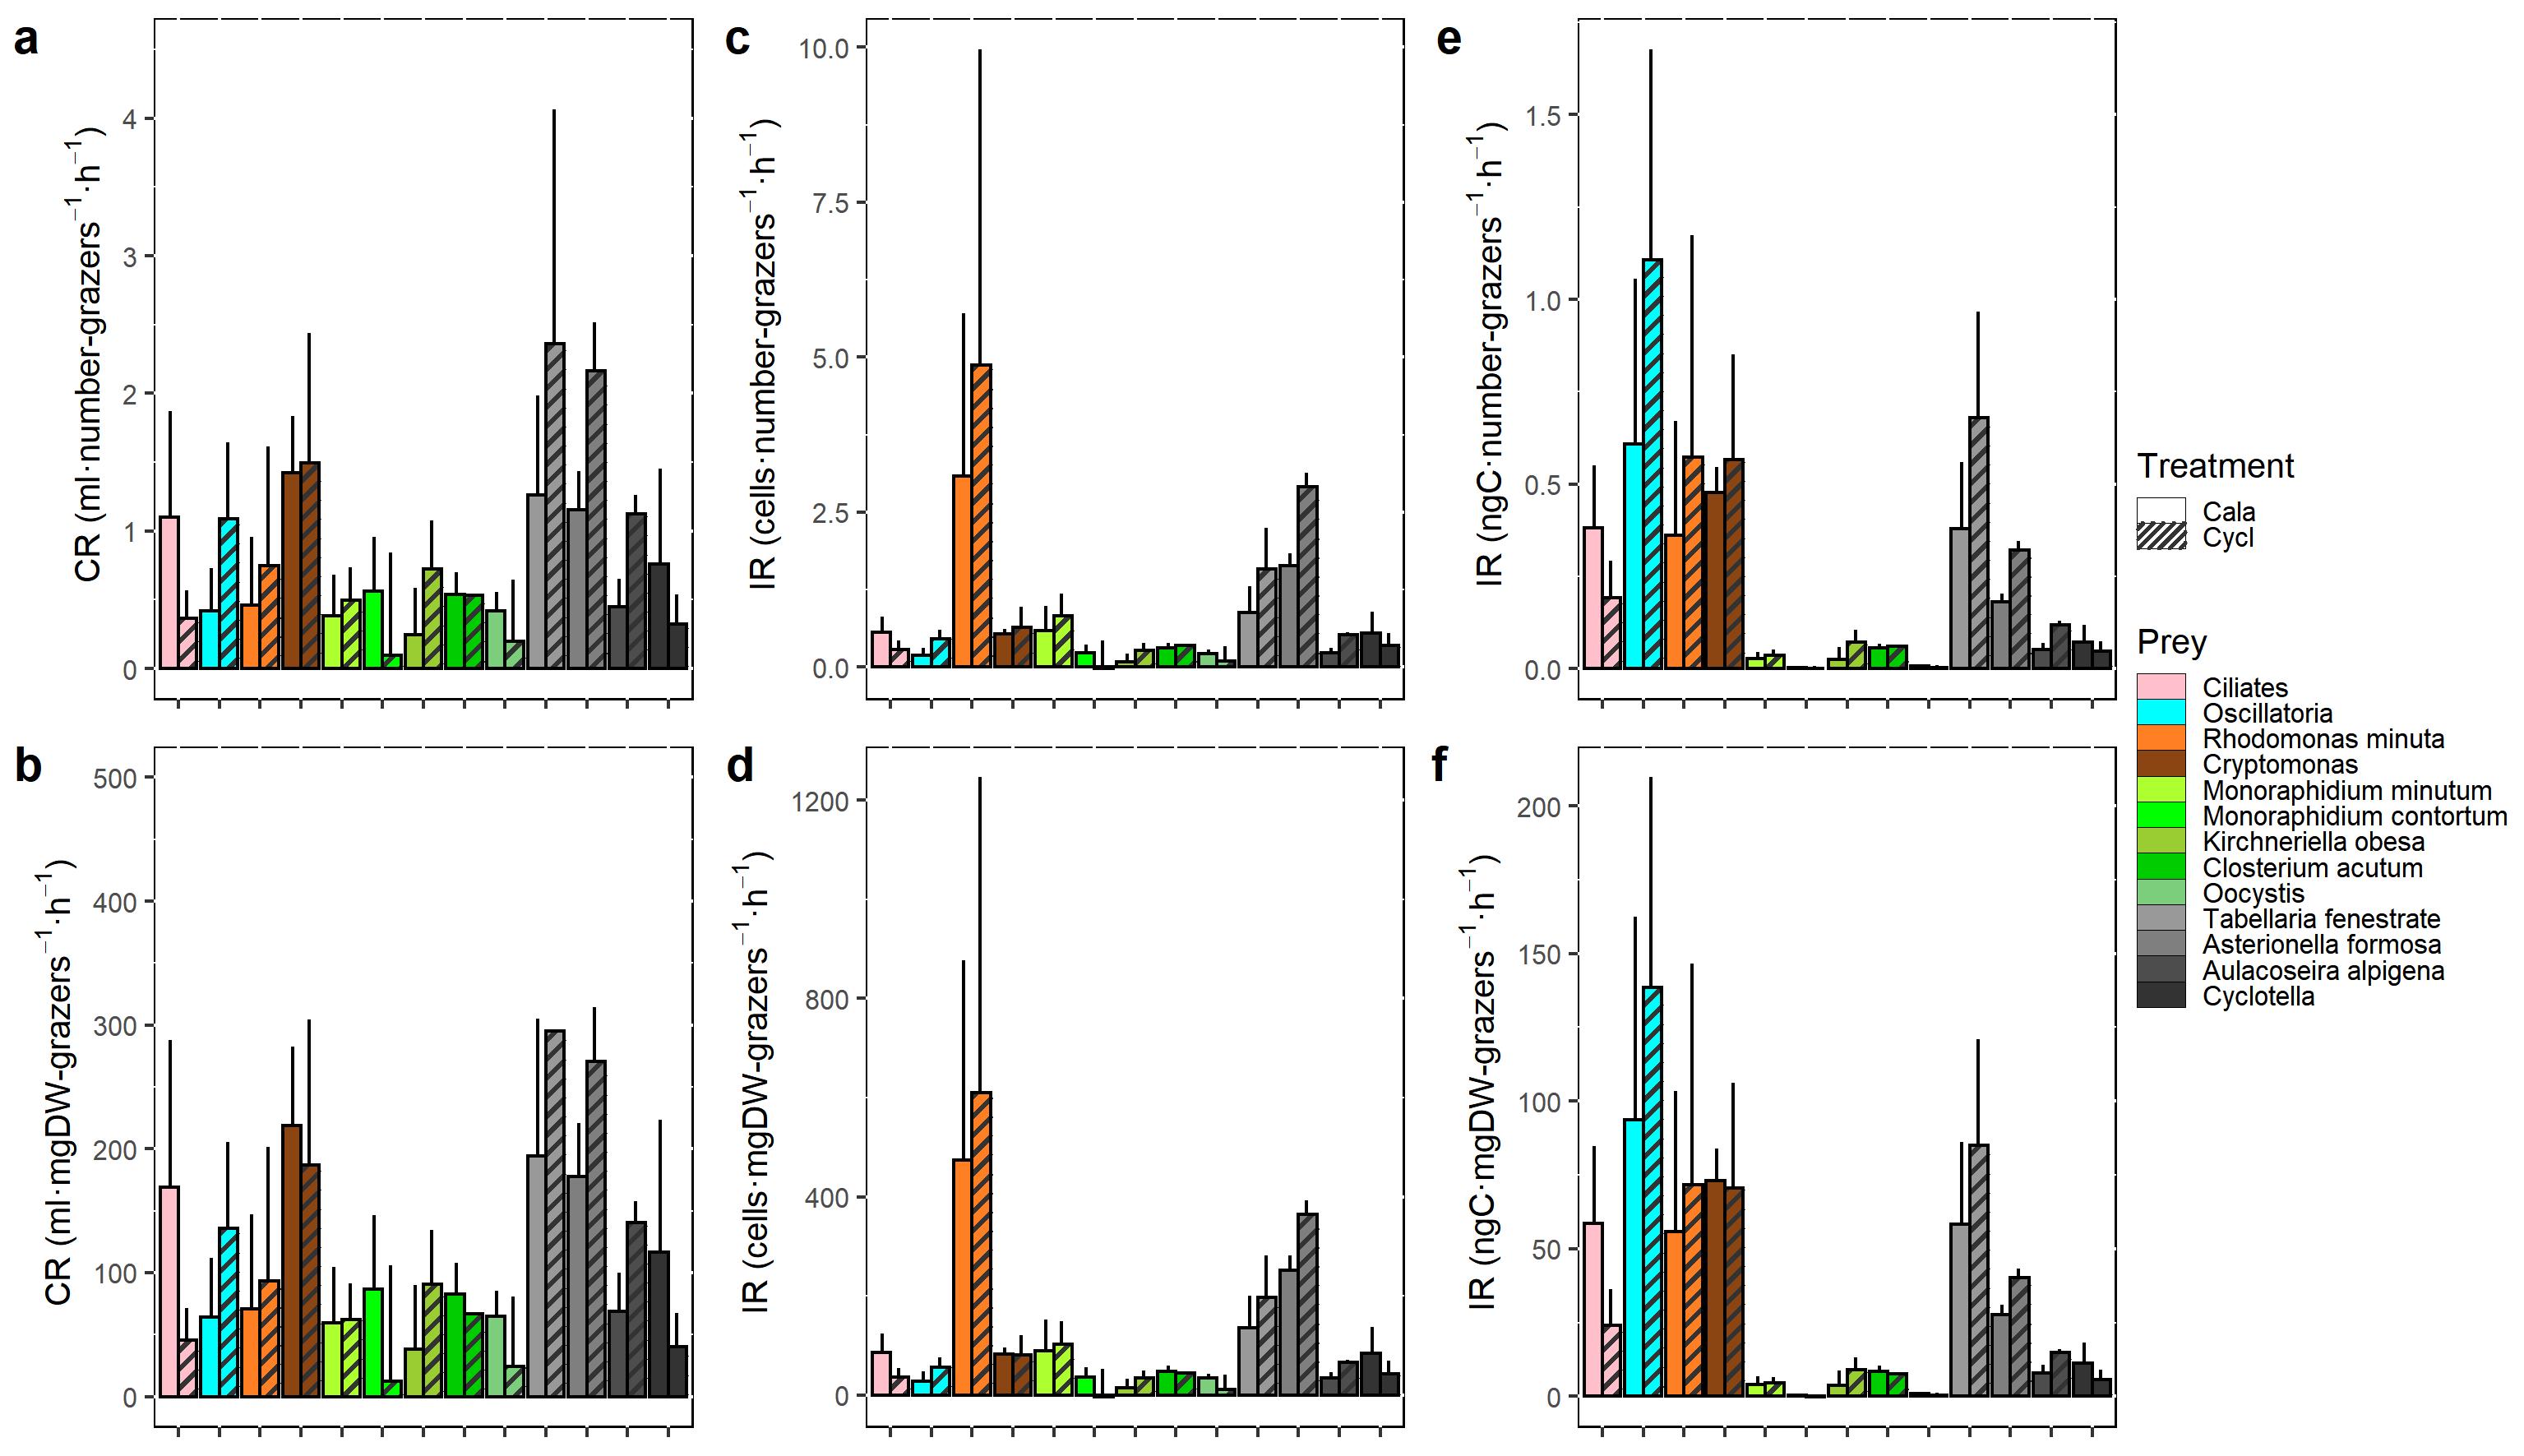 a
CR (ml·number-grazers⁻¹·h⁻¹)
4
3
2
1
0
c
IR (cells·number-grazers⁻¹·h⁻¹)
10.0
7.5
5.0
2.5
0.0
e
IR (ngC·number-grazers⁻¹·h⁻¹)
1.5
1.0
0.5
0.0
b
CR (ml·mgDW-grazers⁻¹·h⁻¹)
500
400
300
200
100
0
d
IR (cells·mgDW-grazers⁻¹·h⁻¹)
1200
800
400
0
f
IR (ngC·mgDW-grazers⁻¹·h⁻¹)
200
150
100
50
0
Treatment
Cala
Cycl
Prey
Ciliates
Oscillatoria
Rhodomonas minuta
Cryptomonas
Monoraphidium minutum
Monoraphidium contortum
Kirchneriella obesa
Closterium acutum
Oocystis
Tabellaria fenestrate
Asterionella formosa
Aulacoseira alpigena
Cyclotella